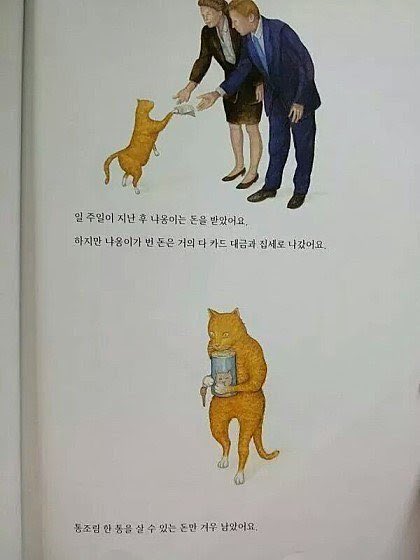 일 주일이 지난 후 냐옹이는 돈을 받았어요.
하지만 냐옹이가 번 돈은 거의 다 카드 대금과 집세로 나갔어요.
통조림 한 통을 살 수 있는 돈만 겨우 남았어요.